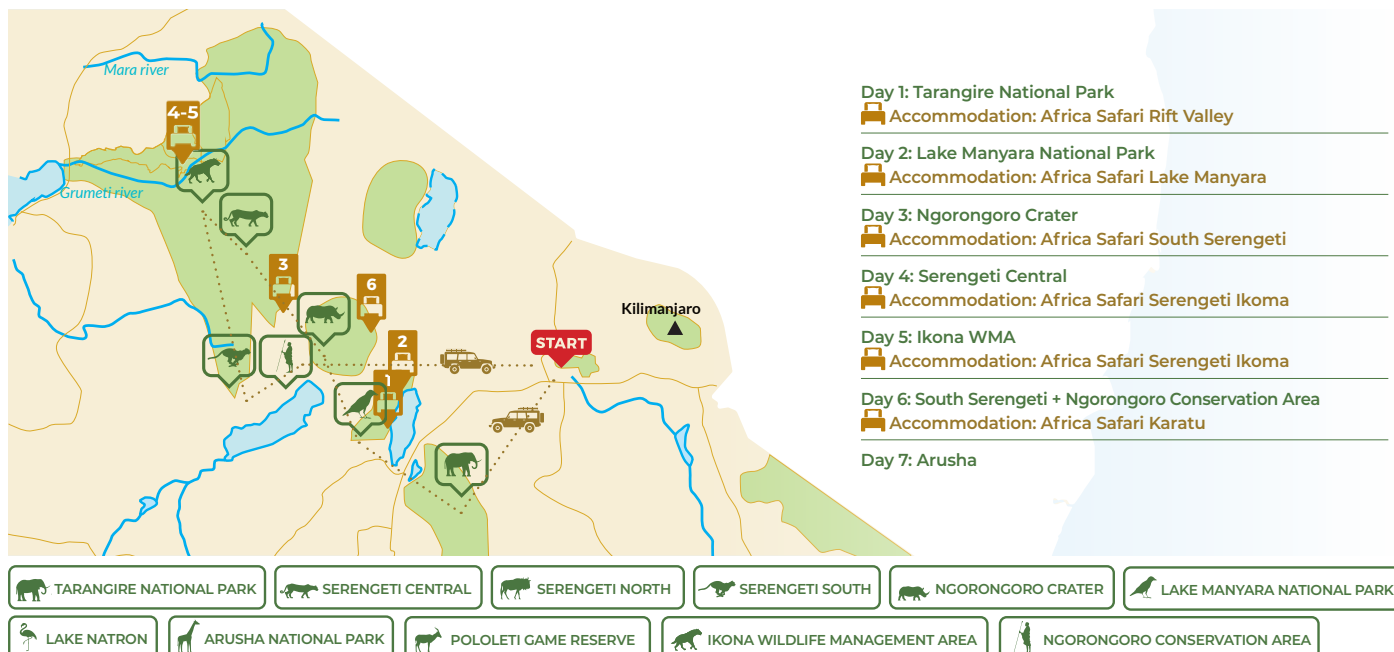 Mara river
4-5
Grumeti river
3
6
2
1
START
Kilimanjaro
Day 1: Tarangire National Park
Accommodation: Africa Safari Rift Valley
Day 2: Lake Manyara National Park
Accommodation: Africa Safari Lake Manyara
Day 3: Ngorongoro Crater
Accommodation: Africa Safari South Serengeti
Day 4: Serengeti Central
Accommodation: Africa Safari Serengeti Ikoma
Day 5: Ikona WMA
Accommodation: Africa Safari Serengeti Ikoma
Day 6: South Serengeti + Ngorongoro Conservation Area
Accommodation: Africa Safari Karatu
Day 7: Arusha
TARANGIRE NATIONAL PARK
SERENGETI CENTRAL
SERENGETI NORTH
SERENGETI SOUTH
NGORONGORO CRATER
LAKE MANYARA NATIONAL PARK
LAKE NATRON
ARUSHA NATIONAL PARK
POLOLETI GAME RESERVE
IKONA WILDLIFE MANAGEMENT AREA
NGORONGORO CONSERVATION AREA